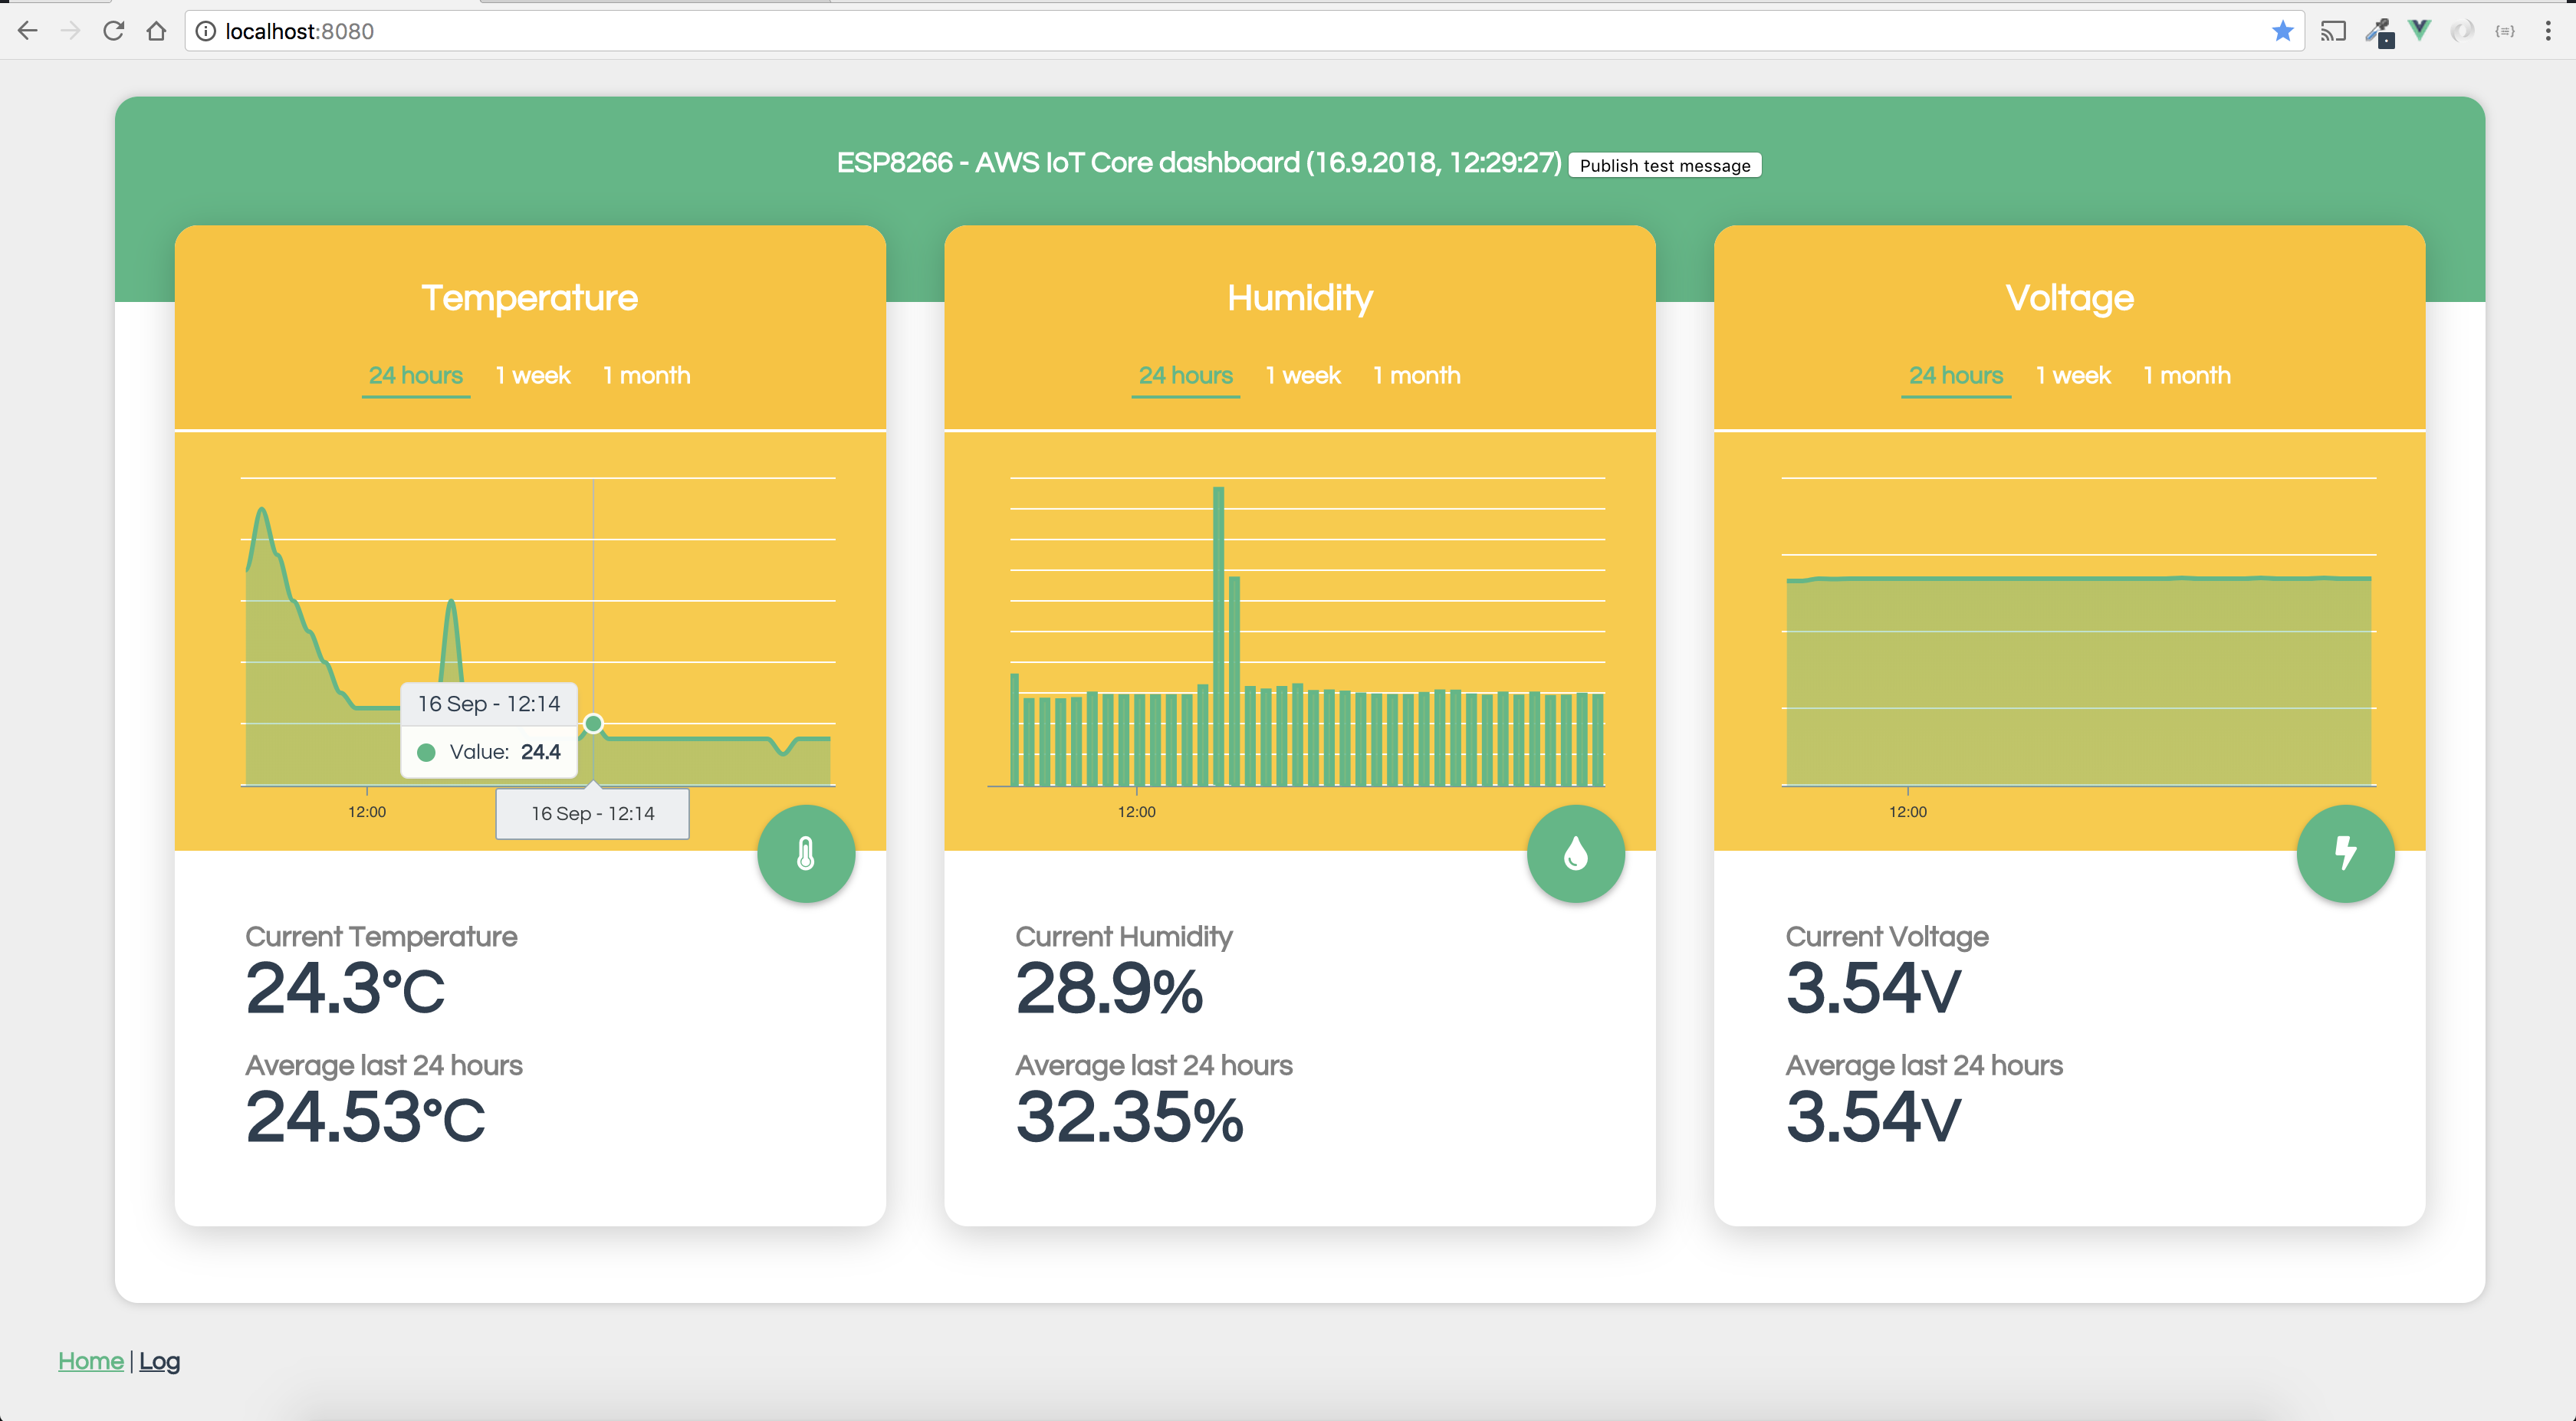 localhost:8080
ESP8266 - AWS IoT Core dashboard (16.9.2018, 12:29:27) Publish test message
Temperature
24 hours 1 week 1 month
16 Sep - 12:14
Value: 24.4
12:00
16 Sep - 12:14
Current Temperature
24.3°C
Average last 24 hours
24.53°C
Humidity
24 hours 1 week 1 month
12:00
Current Humidity
28.9%
Average last 24 hours
32.35%
Voltage
24 hours 1 week 1 month
12:00
Current Voltage
3.54V
Average last 24 hours
3.54V
Home | Log